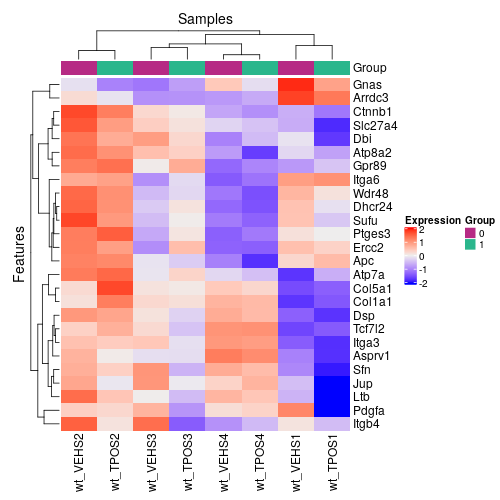 Samples
Group
Gnas
Arrdc3
Ctnnb1
Slc27a4
Dbi
Atp8a2
Gpr89
Itga6
Wdr48
Dhcr24
Sufu
Ptges3
Ercc2
Apc
Atp7a
Col5a1
Col1a1
Dsp
Tcf7l2
Itga3
Asprv1
Sfn
Jup
Ltb
Pdgfa
Itgb4
Features
Expression Group
2
1
0
-1
-2
0
1
wt_VEHS2
wt_TPOS2
wt_VEHS3
wt_TPOS3
wt_VEHS4
wt_TPOS4
wt_VEHS1
wt_TPOS1